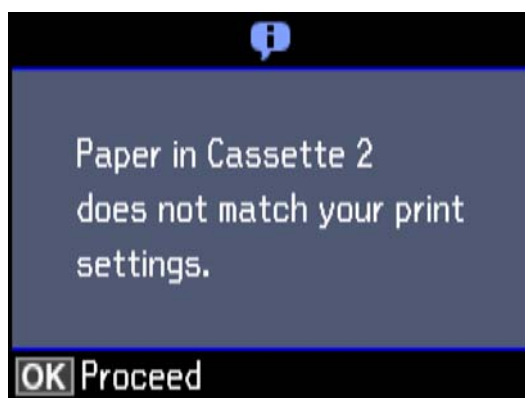 Paper in Cassette 2
does not match your print
settings.
OK Proceed